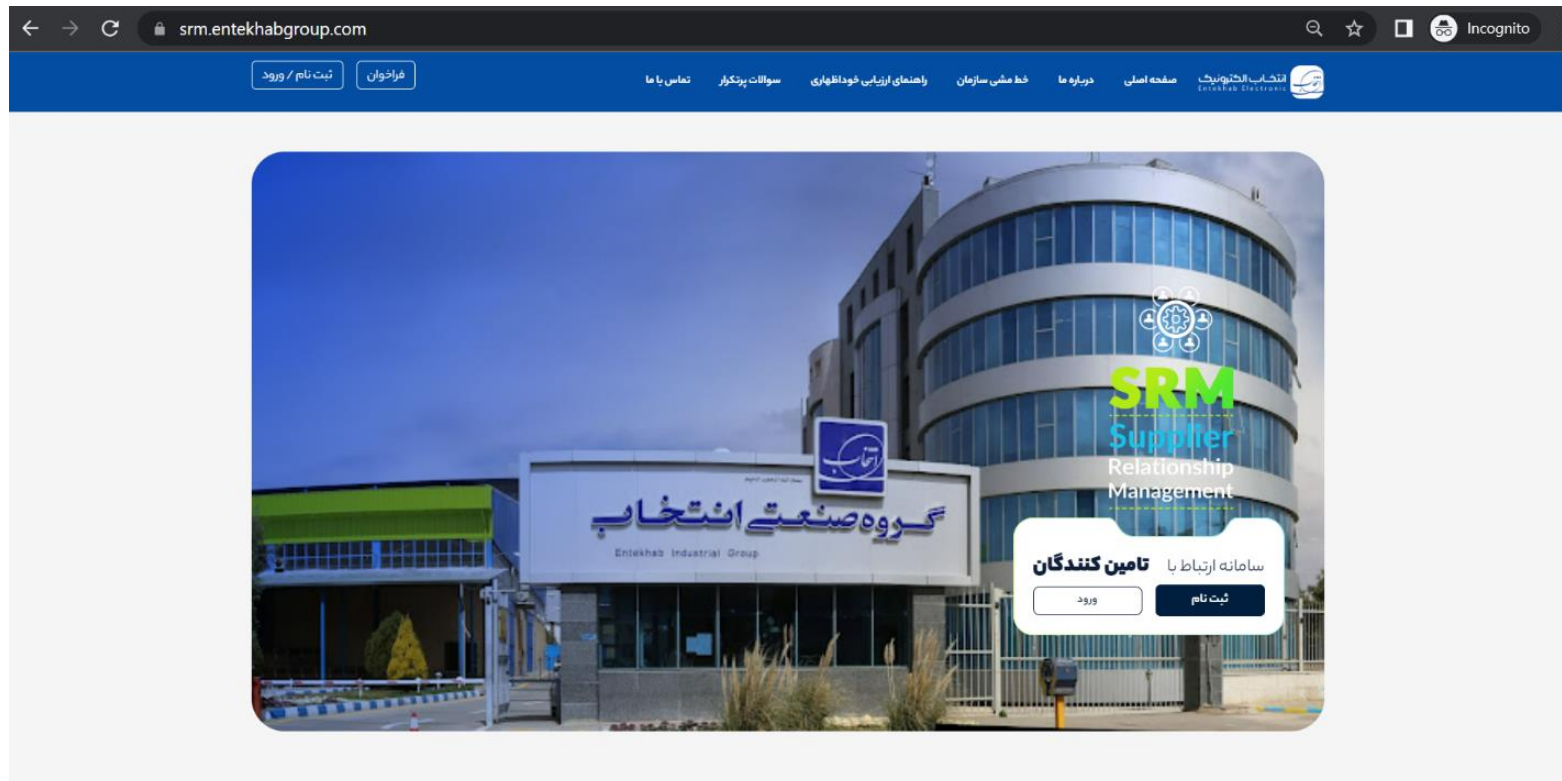 srm.entekhabgroup.com
Incognito
انتخاب الکترونیک
Entekhab Electronic
صفحه اصلی
درباره ما
خط مشی سازمان
راهنمای ارزیابی خوداظهاری
سوالات پرتکرار
تماس با ما
فراخوان
ثبت نام / ورود
SRM
Supplier
Relationship
Management
انتخاب
گروه صنعتی انتخاب
Entekhab Industrial Group
سامانه ارتباط با تامین کنندگان
ثبت نام
ورود